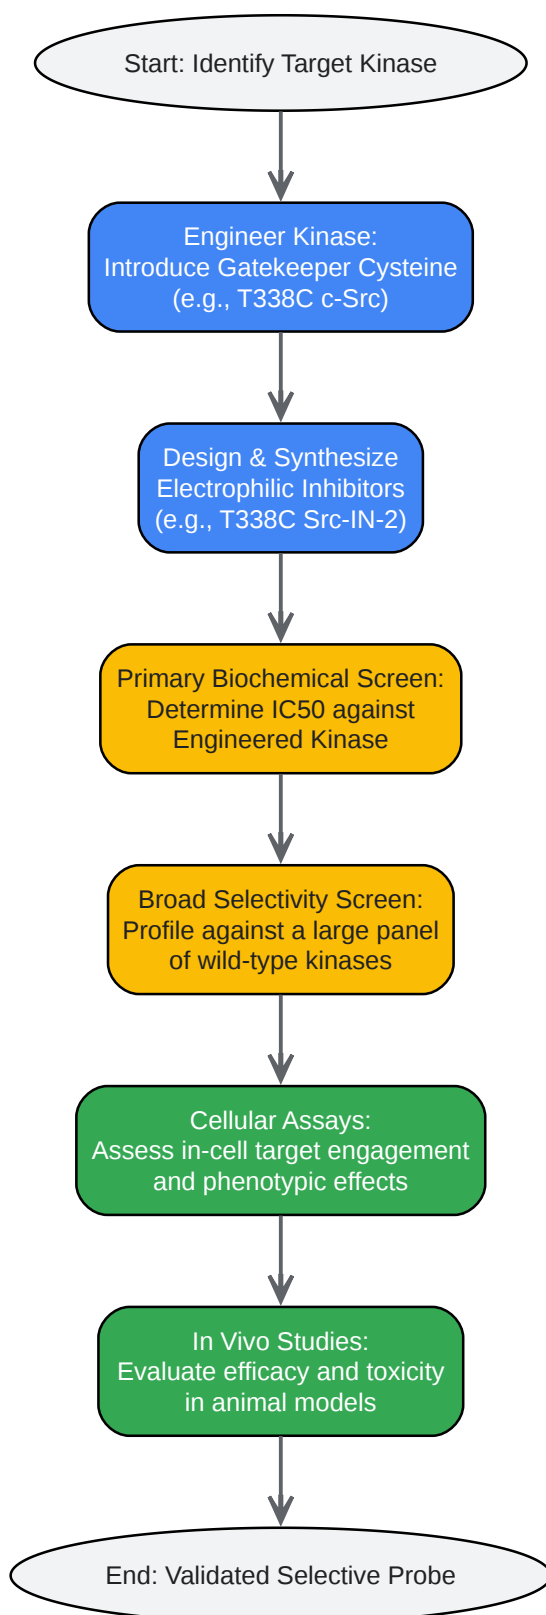 Start: Identify Target Kinase
Engineer Kinase:
Introduce Gatekeeper Cysteine
(e.g., T338C c-Src)
Design & Synthesize
Electrophilic Inhibitors
(e.g., T338C Src-IN-2)
Primary Biochemical Screen:
Determine IC50 against
Engineered Kinase
Broad Selectivity Screen:
Profile against a large panel
of wild-type kinases
Cellular Assays:
Assess in-cell target engagement
and phenotypic effects
In Vivo Studies:
Evaluate efficacy and toxicity
in animal models
End: Validated Selective Probe